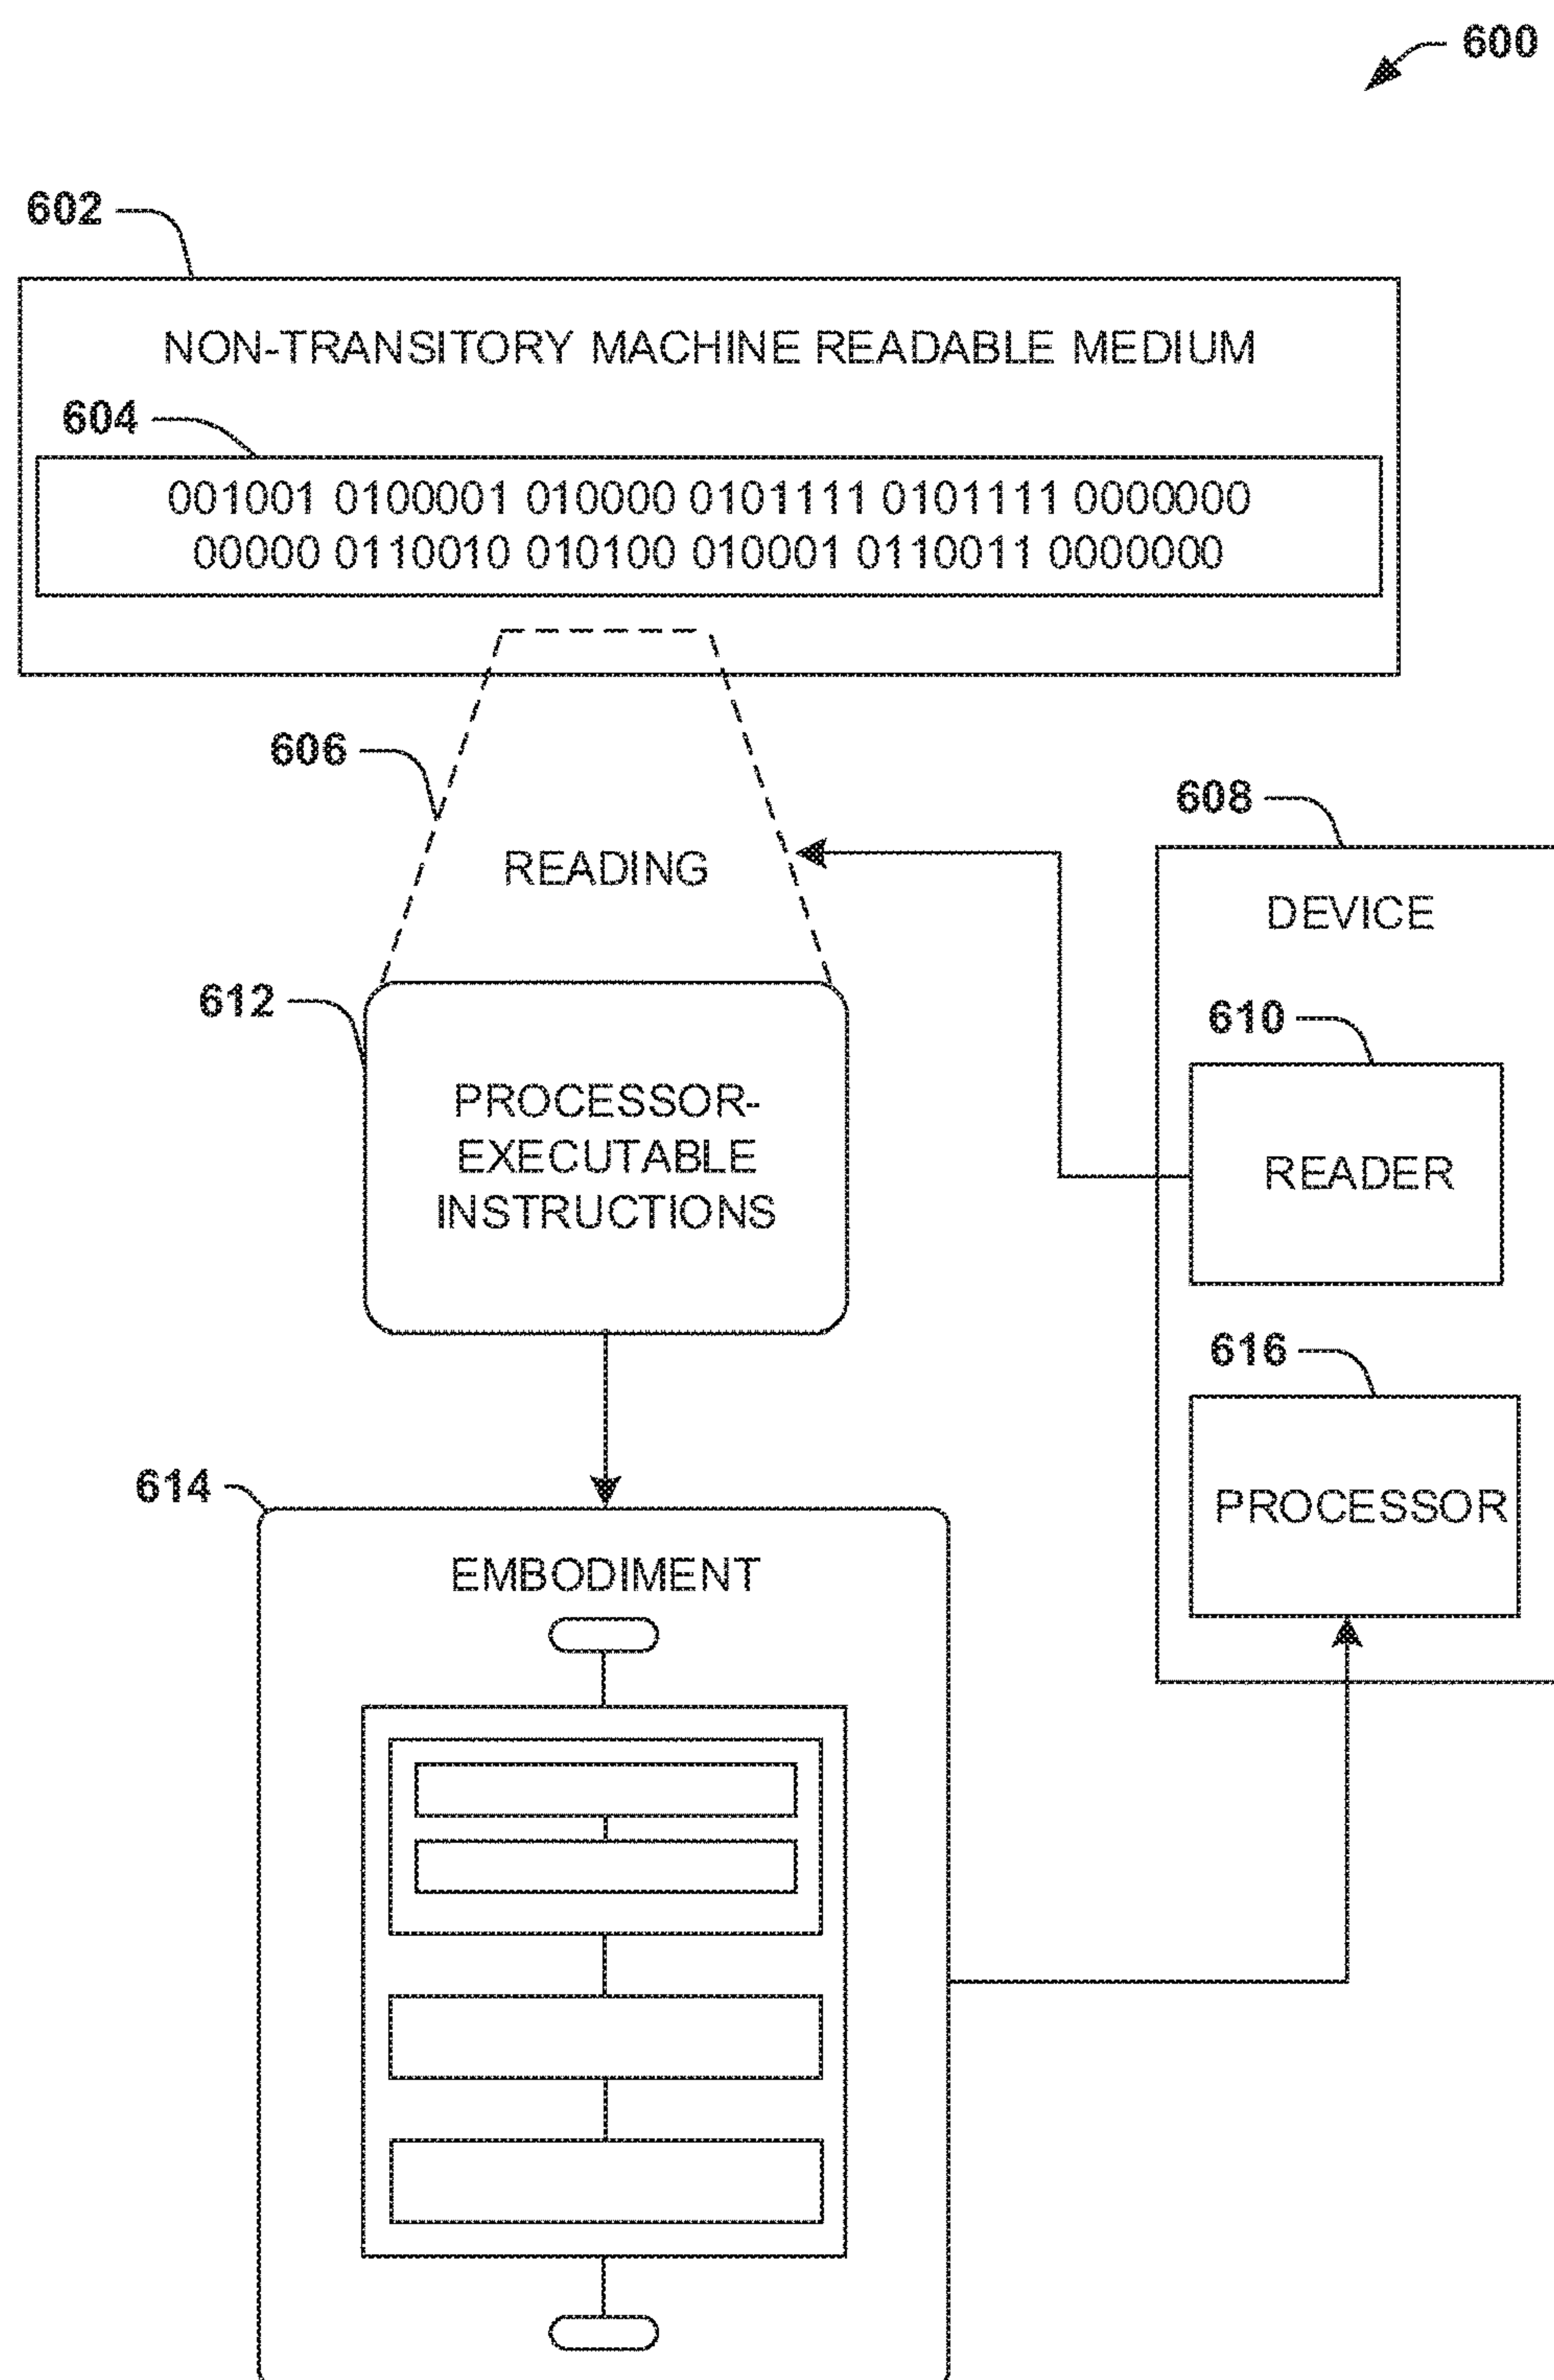 600
602
NON-TRANSITORY MACHINE READABLE MEDIUM
604
001001 0100001 010000 0101111 0101111 0000000
00000 0110010 010100 010001 0110011 0000000
606
READING
608
DEVICE
612
610
PROCESSOR-
EXECUTABLE
INSTRUCTIONS
READER
616
PROCESSOR
614
EMBODIMENT